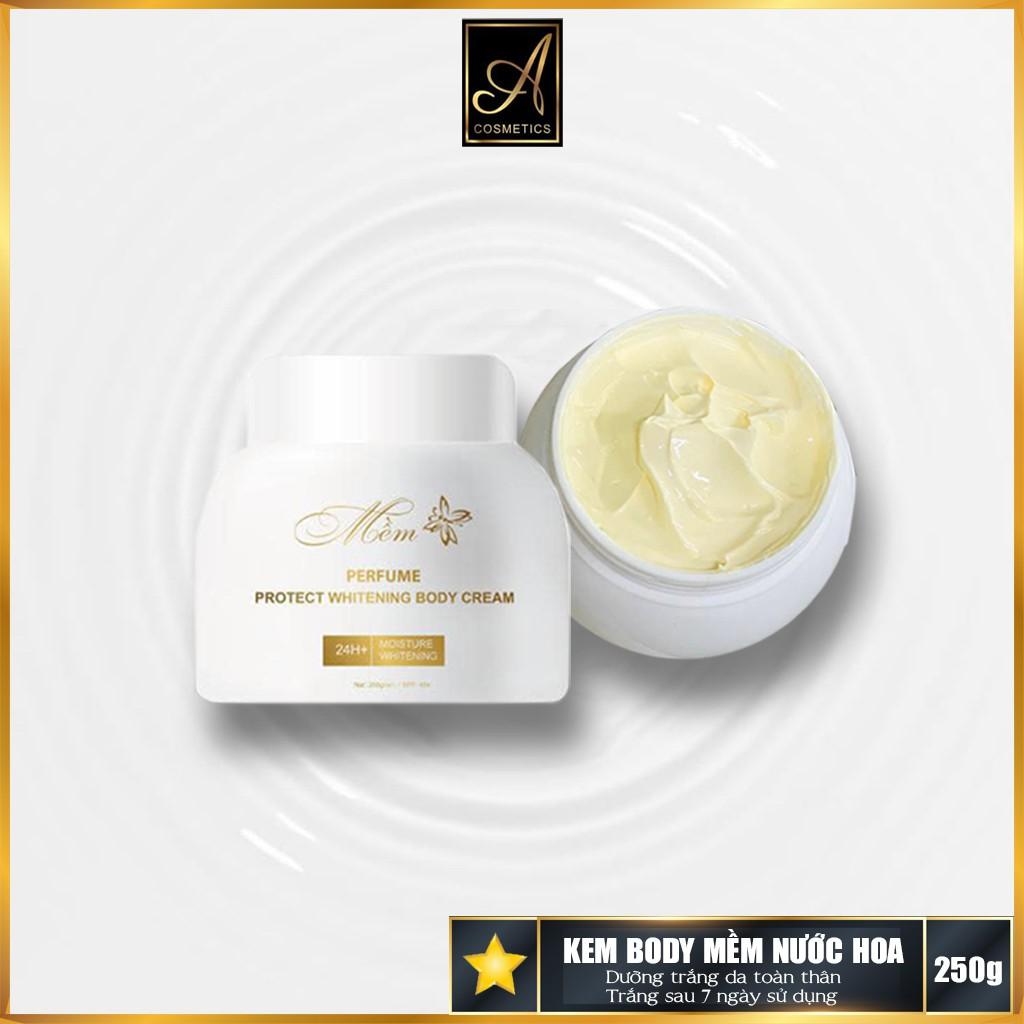 A
COSMETICS
Mềm
PERFUME
PROTECT WHITENING BODY CREAM
24H+
MOISTURE
WHITENING
KEM BODY MỀM NƯỚC HOA
Dưỡng trắng da toàn thân
Trắng sau 7 ngày sử dụng
250g